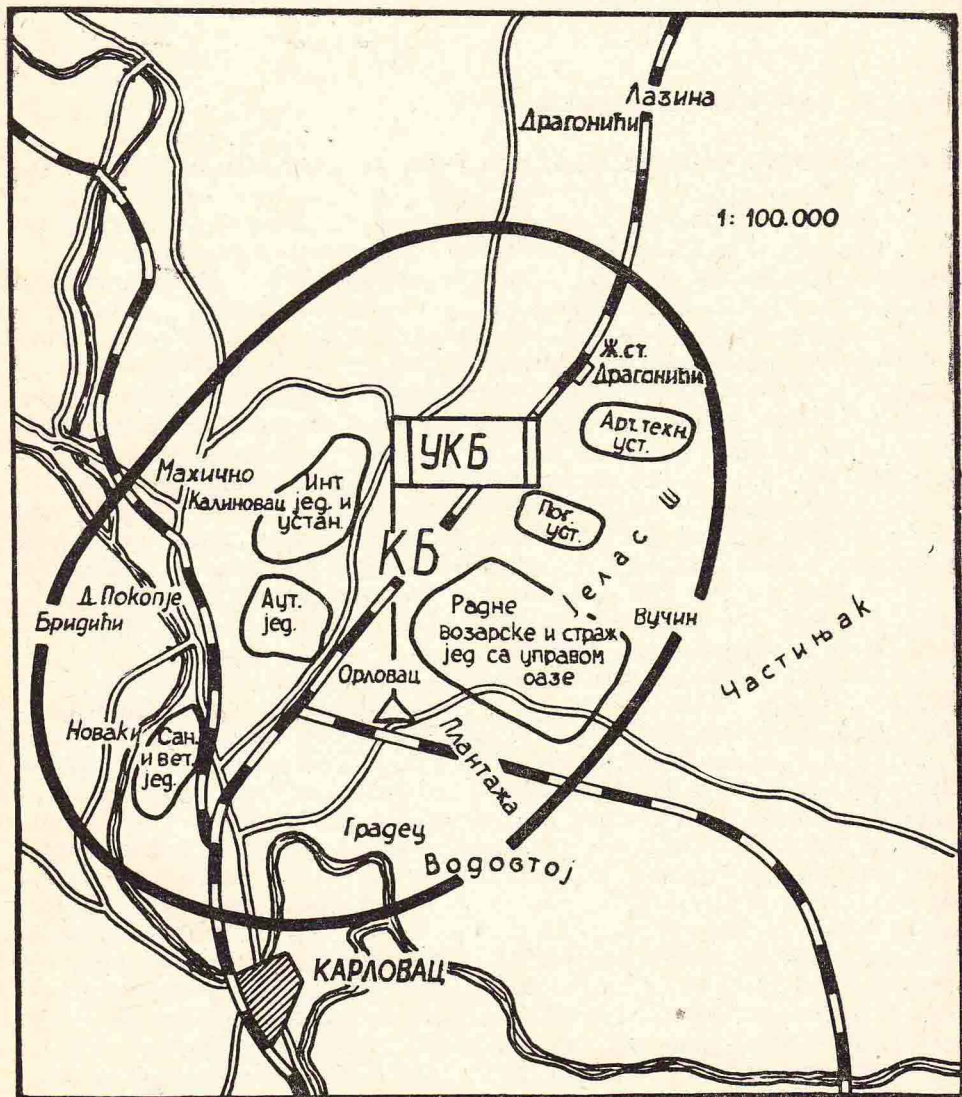 Лазина
Драгонићи
1: 100.000
Ж.ст.
Драгонићи
Арт.техн.
уст.
УКБ
Махично
Инт
Калиновац јед. и
устан.
Пог.
уст.
Јелас Ш
КБ
Д. Покопје
Бридићи
Аут.
јед.
Радне
возарске и страж
јед са управом
оазе
Вучин
Частињак
Орловац
Новаки
Сан.
и вет.
јед.
Плантажа
Градец
Водостој
КАРЛОВАЦ